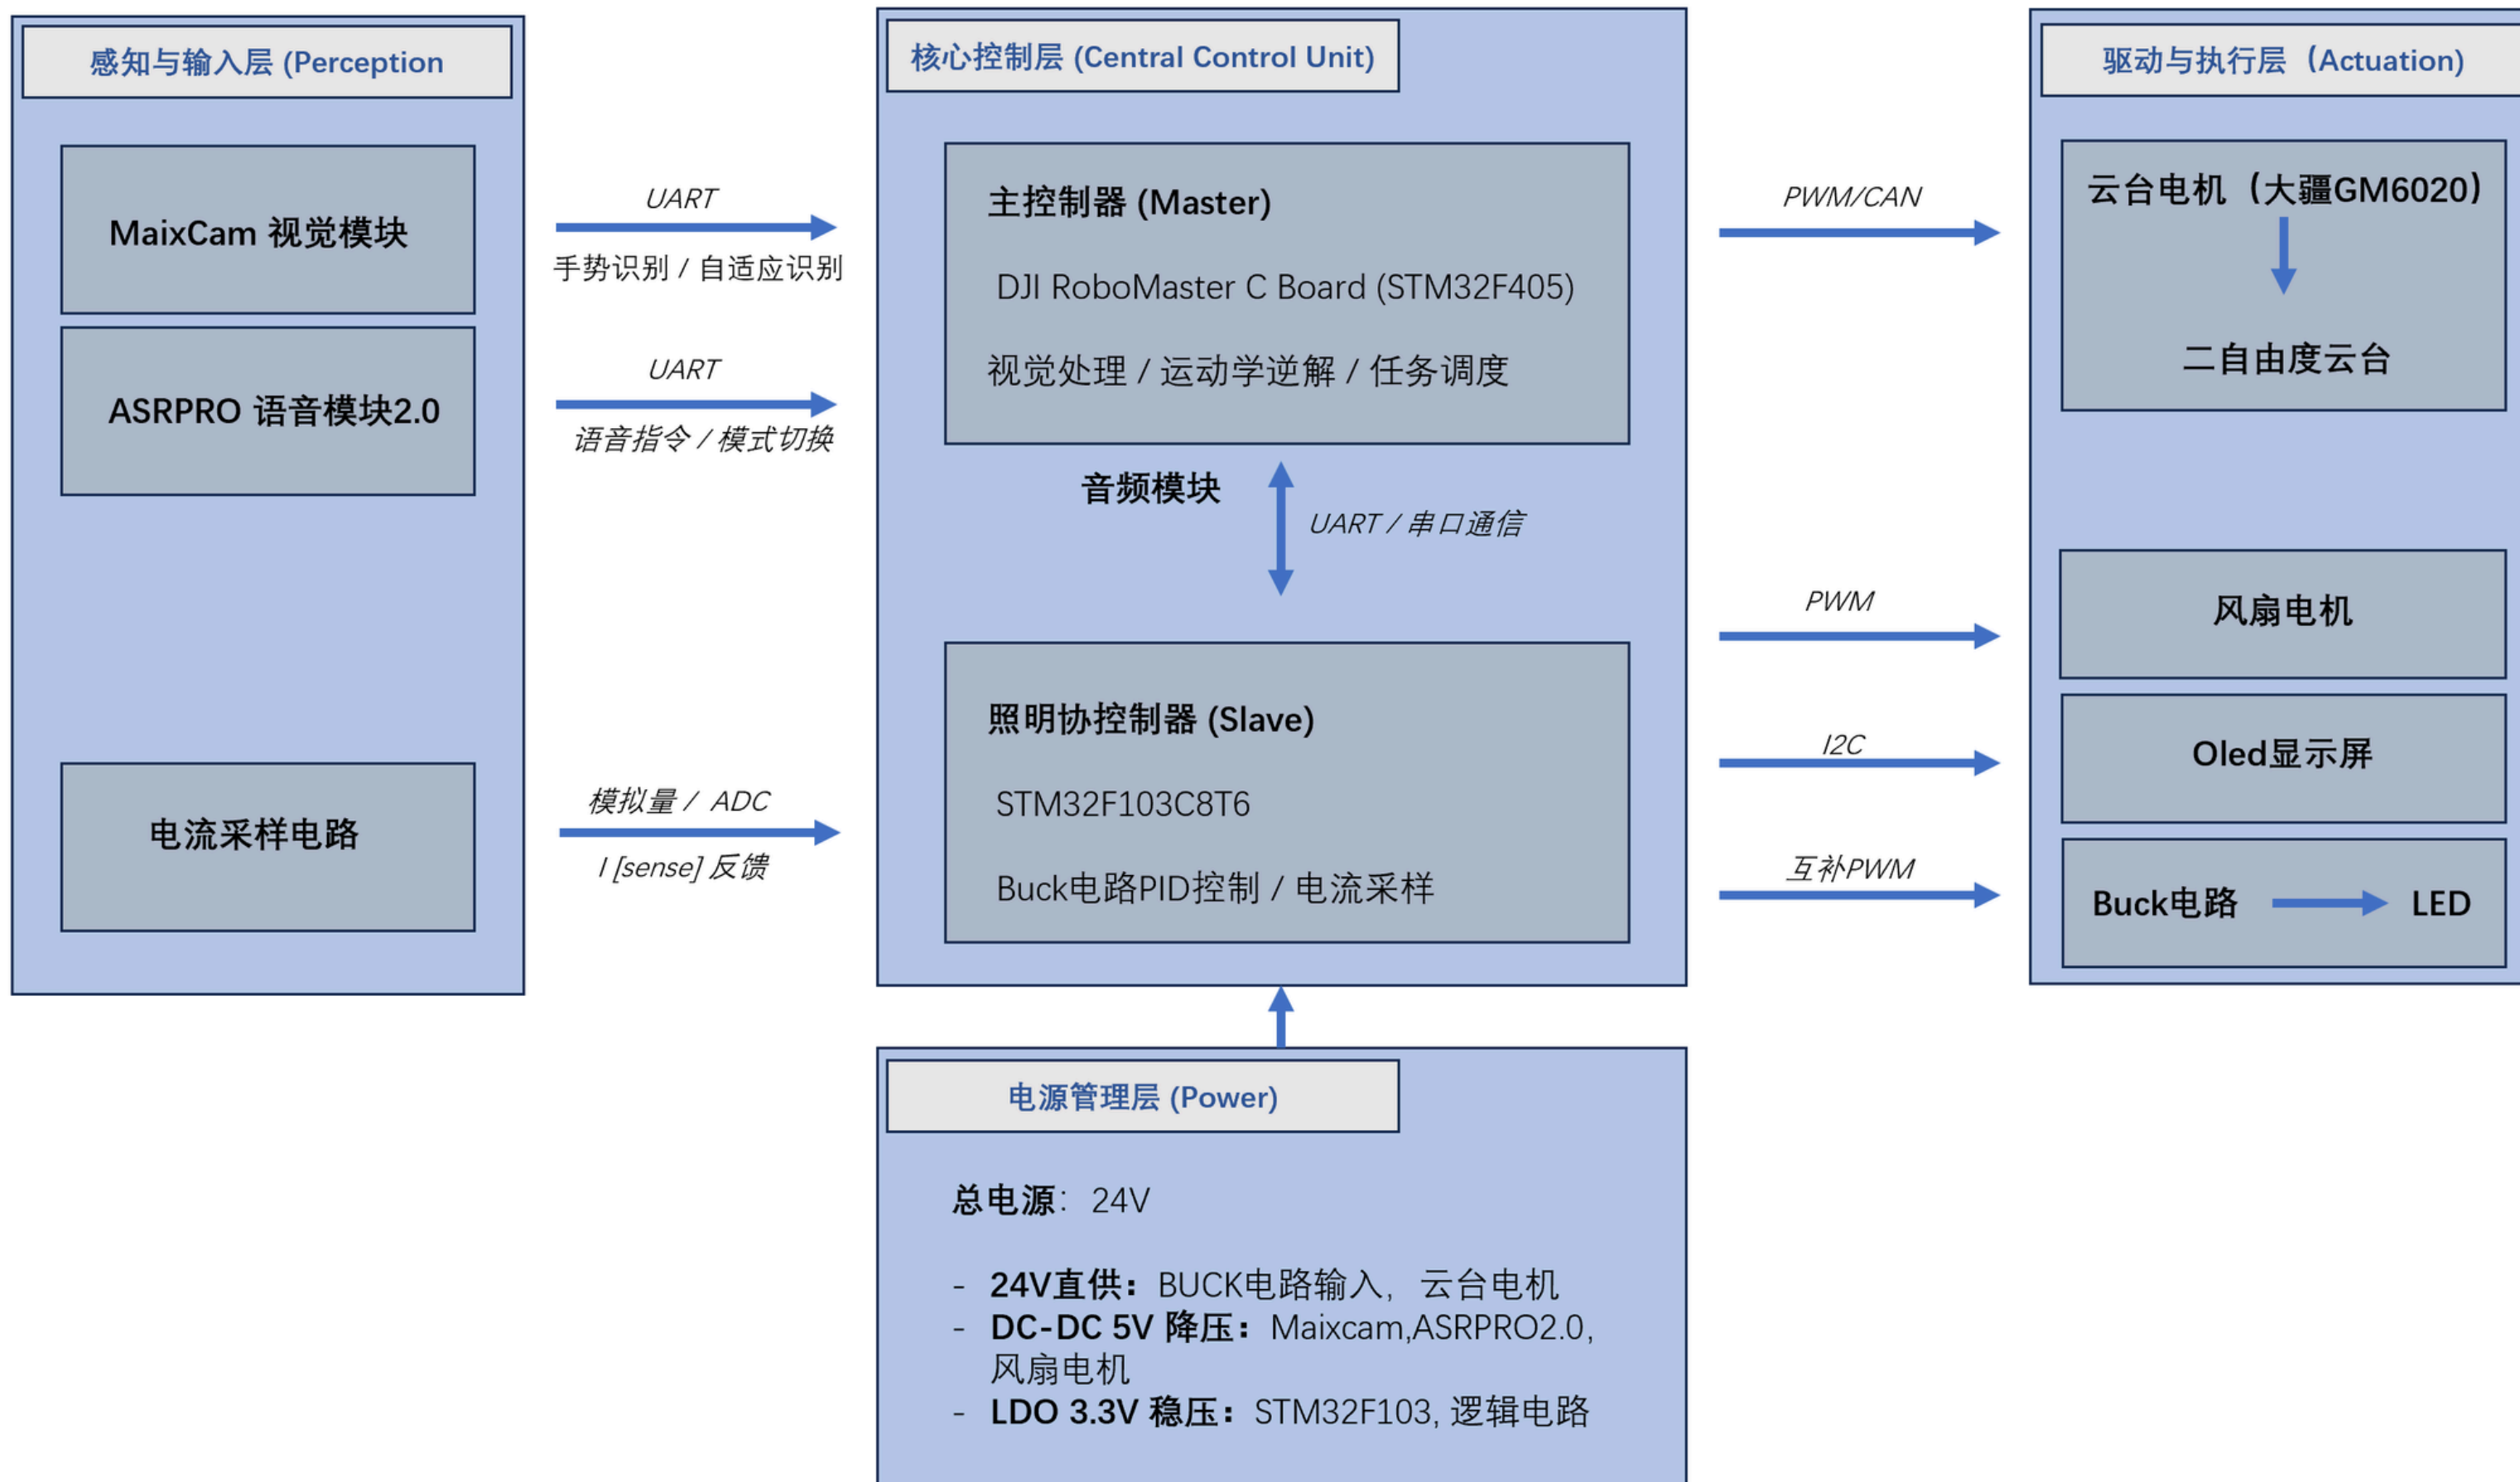 感知与输入层 (Perception
MaixCam 视觉模块
ASRPRO 语音模块2.0
电流采样电路
UART
手势识别 / 自适应识别
UART
语音指令 / 模式切换
模拟量 / ADC
I [sense] 反馈
核心控制层 (Central Control Unit)
主控制器 (Master)
DJI RoboMaster C Board (STM32F405)
视觉处理 / 运动学逆解 / 任务调度
音频模块
UART / 串口通信
照明协控制器 (Slave)
STM32F103C8T6
Buck电路PID控制 / 电流采样
PWM/CAN
PWM
I2C
互补PWM
驱动与执行层（Actuation)
云台电机（大疆GM6020）
二自由度云台
风扇电机
Oled显示屏
Buck电路
LED
电源管理层 (Power)
总电源：24V
- 24V直供：BUCK电路输入，云台电机
- DC-DC 5V 降压：Maixcam,ASRPRO2.0,
风扇电机
- LDO 3.3V 稳压：STM32F103, 逻辑电路